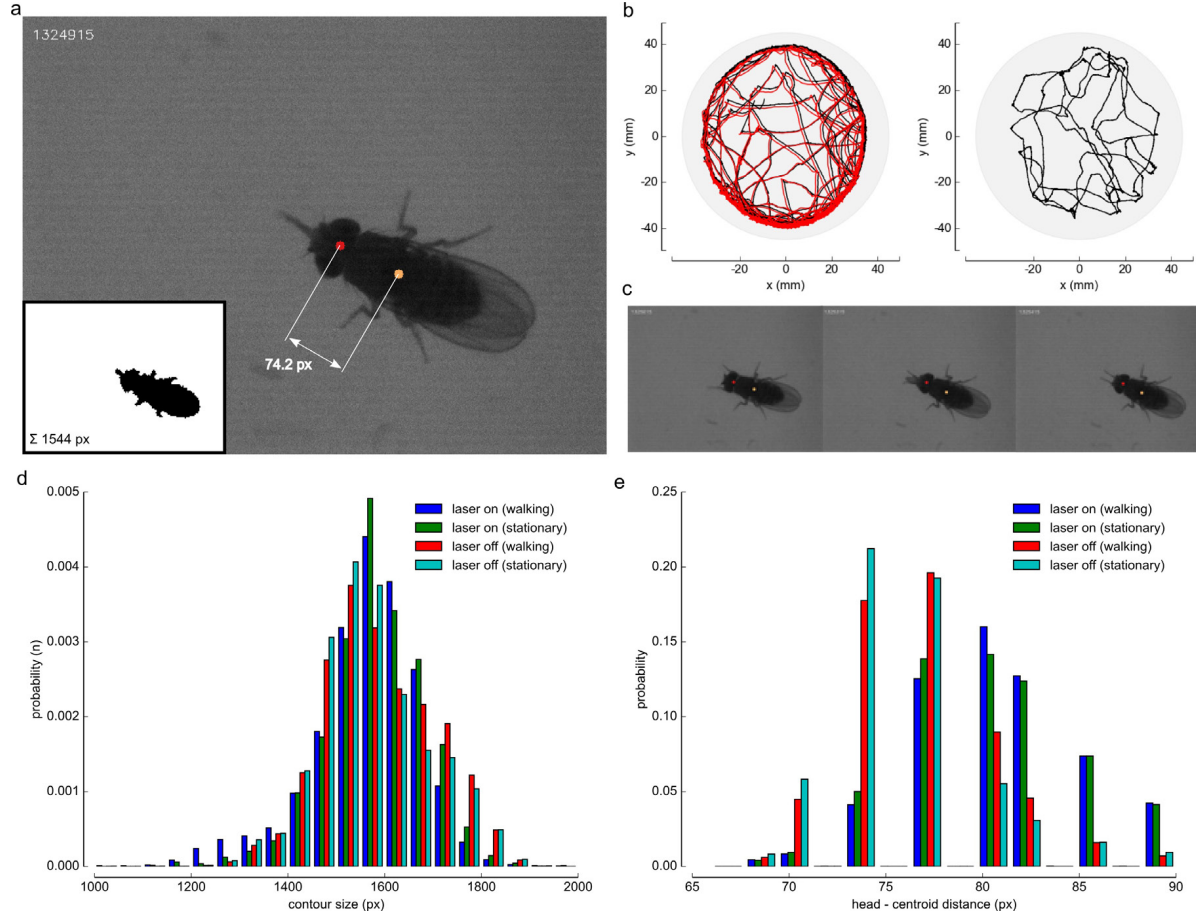 a
1324915
74.2 px
Σ 1544 px
b
40
20
0
-20
-40
y (mm)
-20 0 20 40
x (mm)
40
20
0
-20
-40
y (mm)
-20 0 20 40
x (mm)
c
1324915
d
0.005
0.004
0.003
0.002
0.001
0.000
probability (n)
laser on (walking)
laser on (stationary)
laser off (walking)
laser off (stationary)
1000 1200 1400 1600 1800 2000
contour size (px)
e
0.25
0.20
0.15
0.10
0.05
0.00
probability
laser on (walking)
laser on (stationary)
laser off (walking)
laser off (stationary)
65 70 75 80 85 90
head - centroid distance (px)